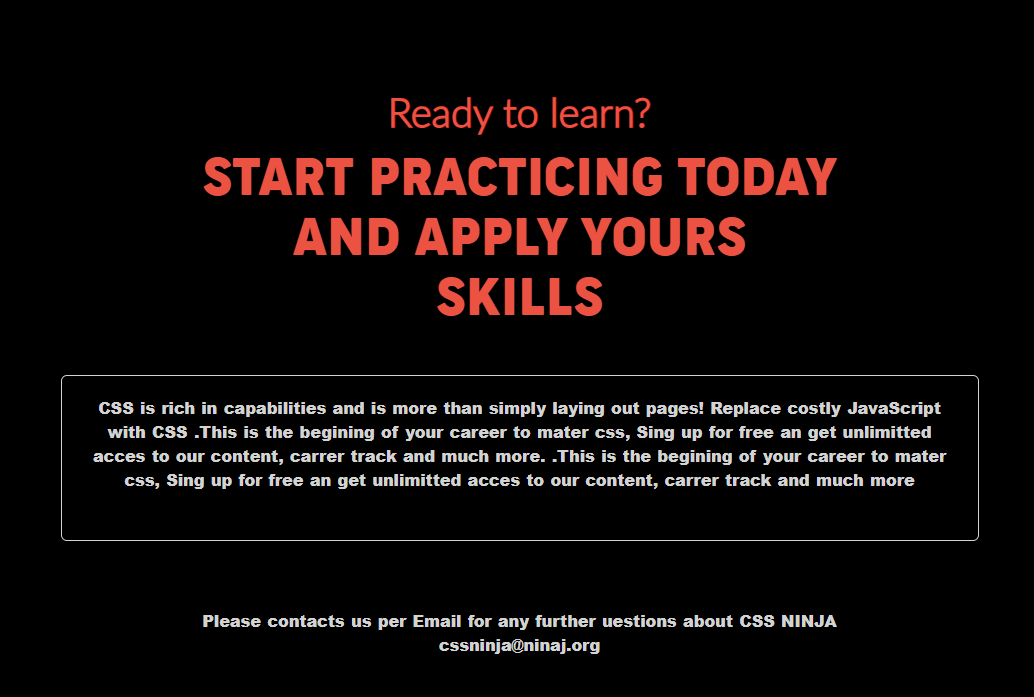 Ready to learn?
START PRACTICING TODAY
AND APPLY YOURS
SKILLS
CSS is rich in capabilities and is more than simply laying out pages! Replace costly JavaScript
with CSS .This is the begining of your career to mater css, Sing up for free an get unlimitted
acces to our content, carrer track and much more. .This is the begining of your career to mater
css, Sing up for free an get unlimitted acces to our content, carrer track and much more
Please contacts us per Email for any further uestions about CSS NINJA
cssninja@ninaj.org